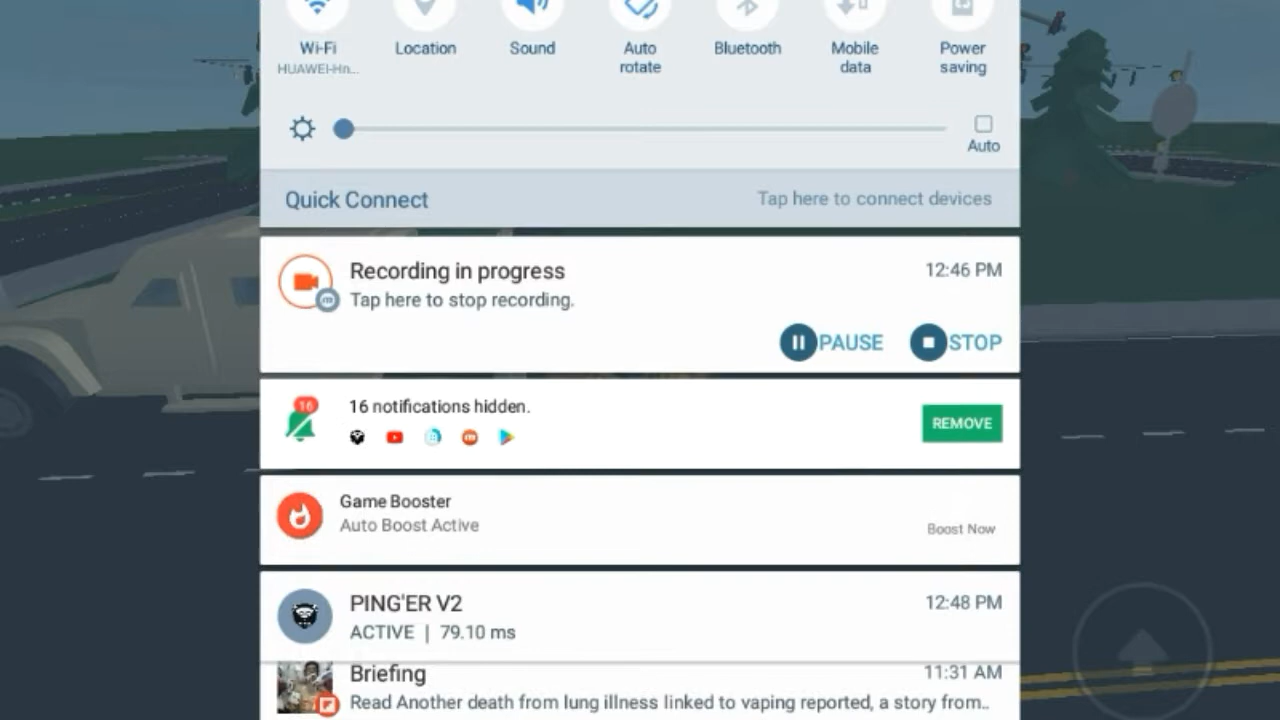 Wi-Fi
HUAWEI-Hn...
Location
Sound
Auto
rotate
Bluetooth
Mobile
data
Power
saving
Auto
Quick Connect
Tap here to connect devices
Recording in progress
12:46 PM
Tap here to stop recording.
PAUSE
STOP
16
16 notifications hidden.
REMOVE
Game Booster
Auto Boost Active
Boost Now
PING'ER V2
12:48 PM
ACTIVE | 79.10 ms
Briefing
11:31 AM
Read Another death from lung illness linked to vaping reported, a story from..